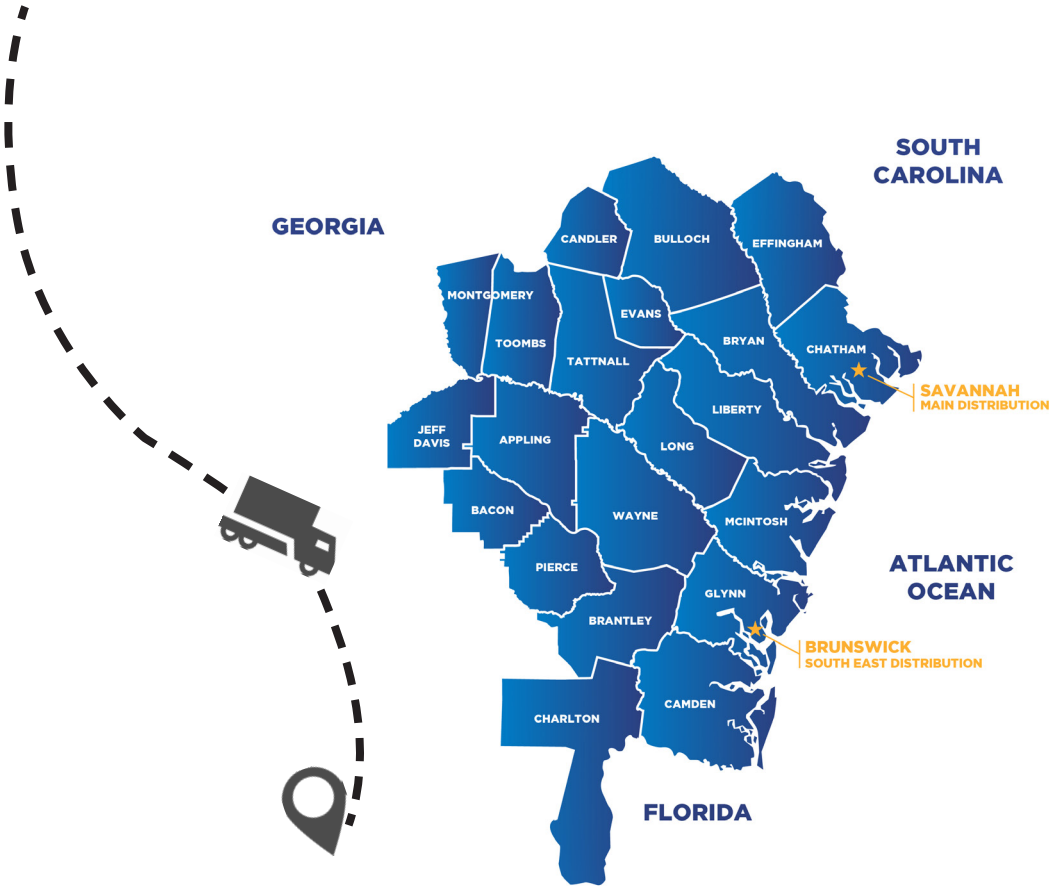 SOUTH
CAROLINA
GEORGIA
CANDLER
BULLOCH
EFFINGHAM
MONTGOMERY
EVANS
TOOMBS
BRYAN
CHATHAM
TATTNALL
SAVANNAH
MAIN DISTRIBUTION
LIBERTY
JEFF
DAVIS
APPLING
LONG
BACON
WAYNE
MCINTOSH
PIERCE
ATLANTIC
OCEAN
GLYNN
BRANTLEY
BRUNSWICK
SOUTH EAST DISTRIBUTION
CAMDEN
CHARLTON
FLORIDA